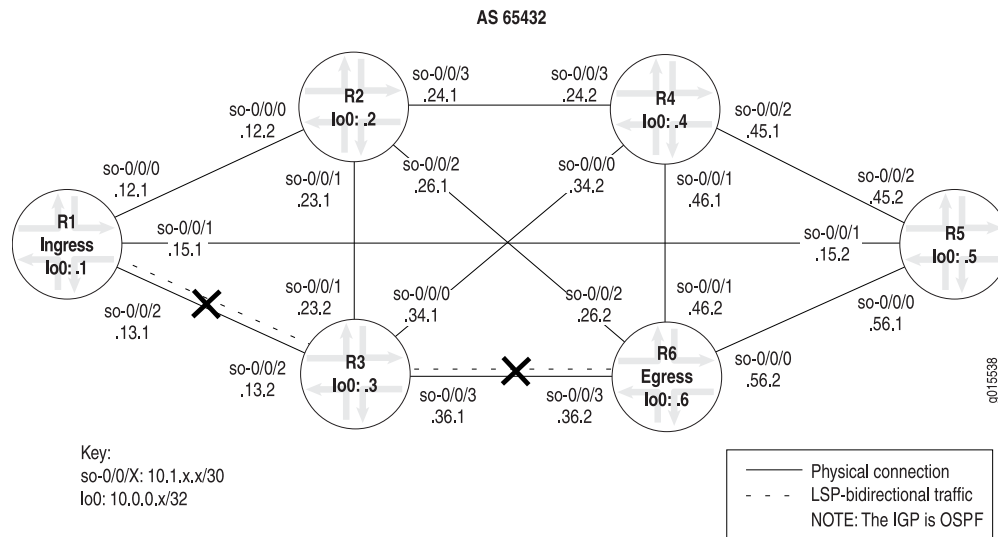 AS 65432
R2
lo0: .2
so-0/0/3
.24.1
so-0/0/3
.24.2
R4
lo0: .4
so-0/0/0
.12.2
so-0/0/2
.45.1
so-0/0/0
.12.1
so-0/0/1
.23.1
so-0/0/2
.26.1
so-0/0/0
.34.2
so-0/0/1
.46.1
so-0/0/2
.45.2
R1
Ingress
lo0: .1
so-0/0/1
.15.1
so-0/0/1
.15.2
R5
lo0: .5
so-0/0/2
.13.1
so-0/0/1
.23.2
so-0/0/0
.34.1
so-0/0/2
.26.2
so-0/0/1
.46.2
so-0/0/0
.56.1
so-0/0/2
.13.2
R3
lo0: .3
so-0/0/3
.36.1
so-0/0/3
.36.2
R6
Egress
lo0: .6
so-0/0/0
.56.2
g015538
Key:
so-0/0/X: 10.1.x.x/30
lo0: 10.0.0.x/32
Physical connection
LSP-bidirectional traffic
NOTE: The IGP is OSPF